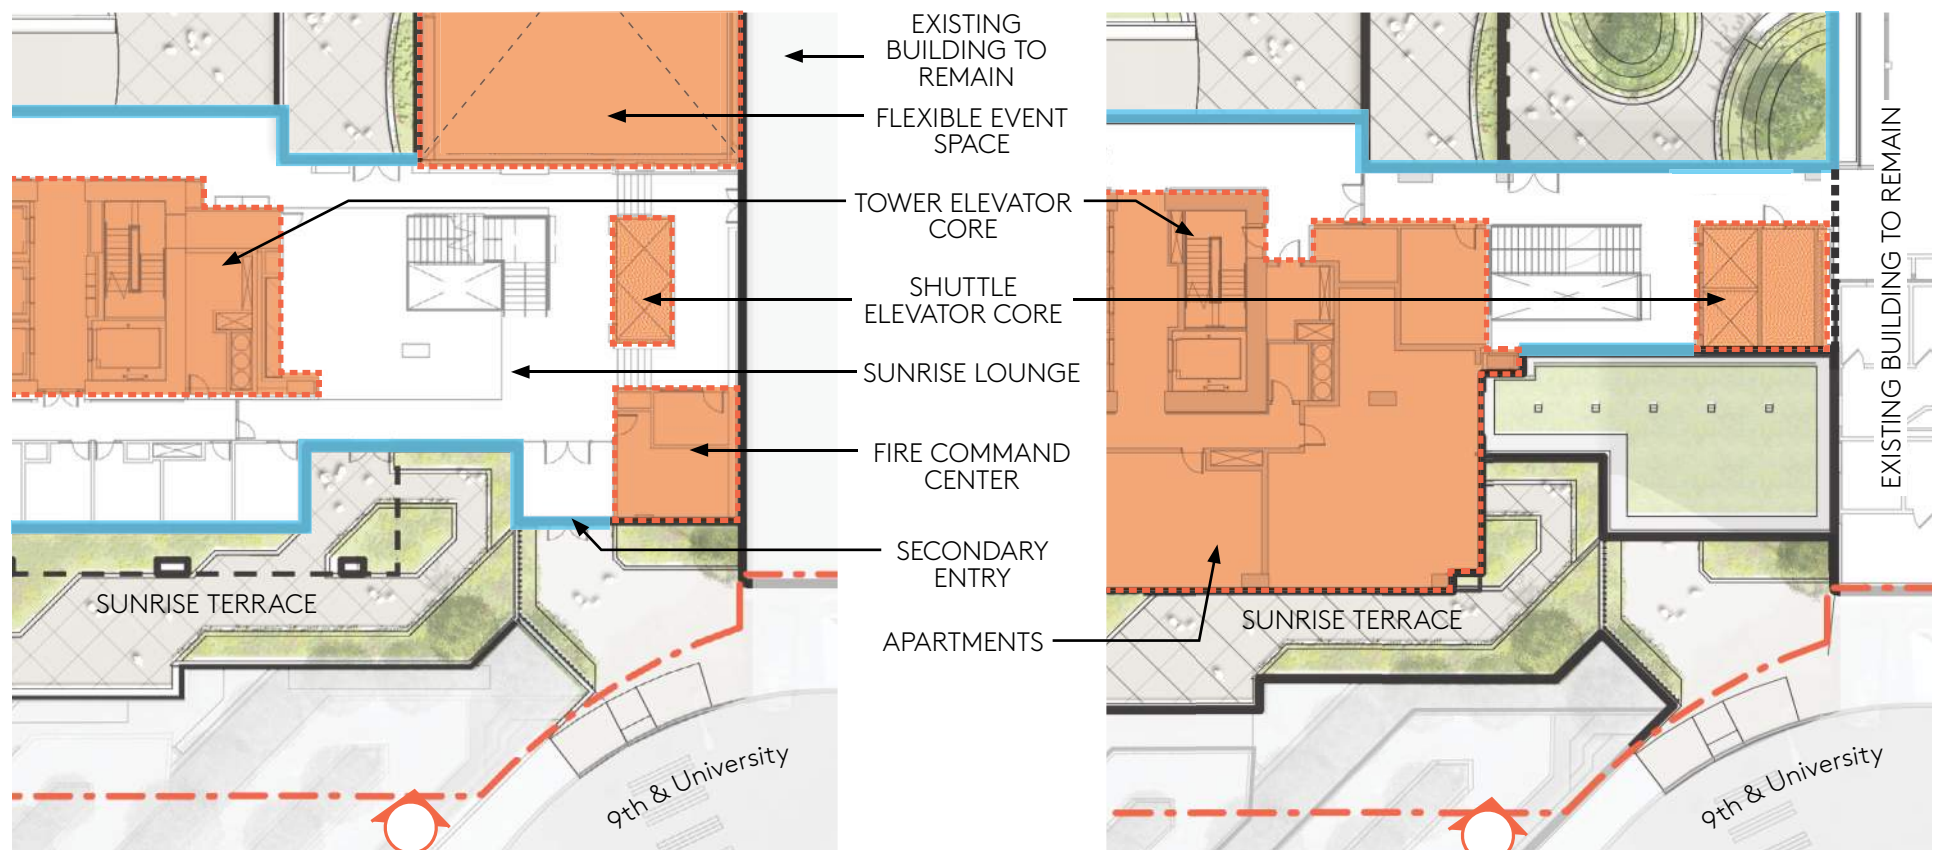 EXISTING
BUILDING TO
REMAIN
FLEXIBLE EVENT
SPACE
TOWER ELEVATOR
CORE
SHUTTLE
ELEVATOR CORE
SUNRISE LOUNGE
FIRE COMMAND
CENTER
SECONDARY
ENTRY
APARTMENTS
SUNRISE TERRACE
9th & University
EXISTING BUILDING TO REMAIN
SUNRISE TERRACE
9th & University